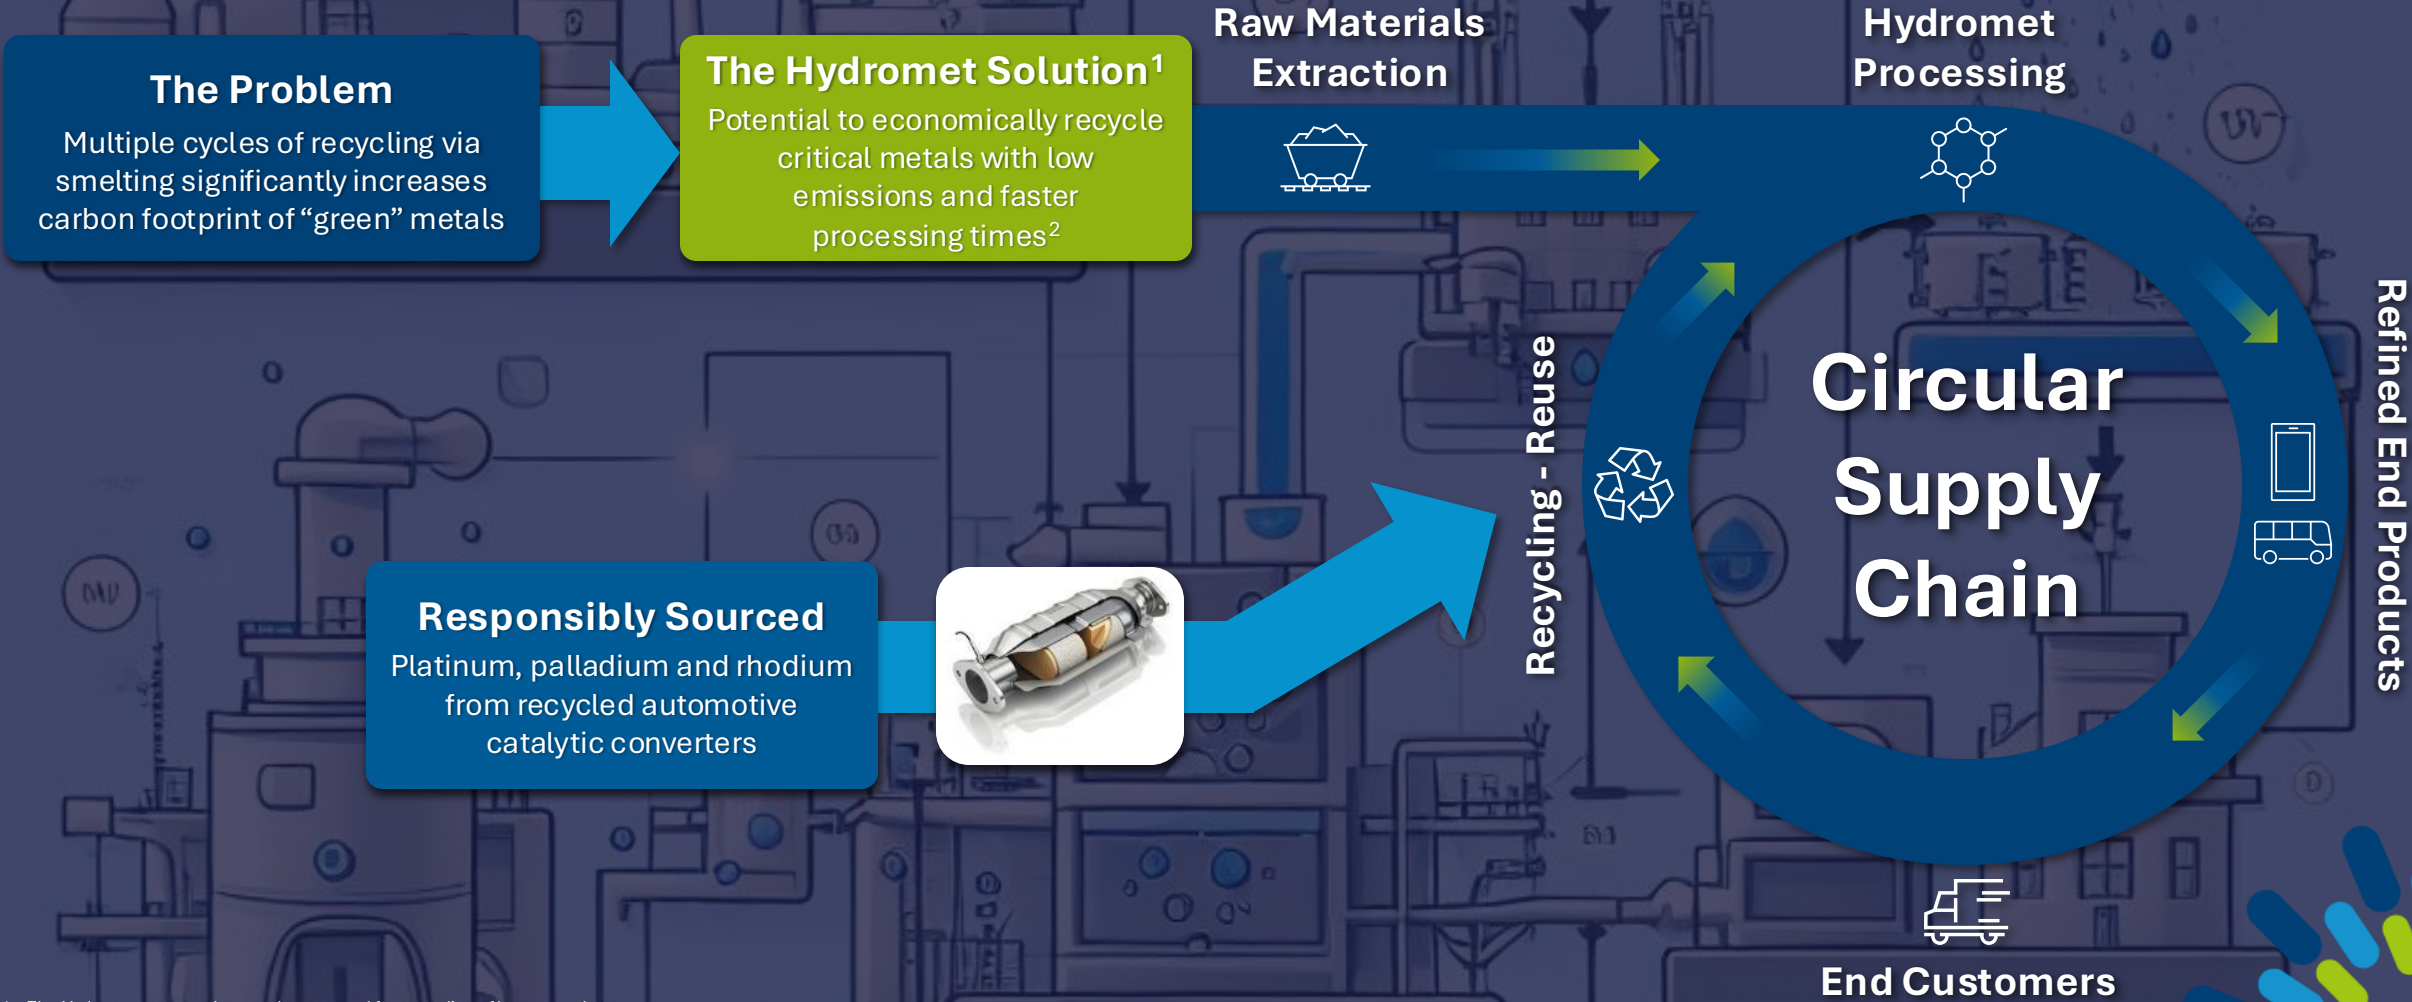 The Problem
Multiple cycles of recycling via
smelting significantly increases
carbon footprint of “green” metals
The Hydromet Solution¹
Potential to economically recycle
critical metals with low
emissions and faster
processing times²
Raw Materials
Extraction
Hydromet
Processing
Refined End Products
Circular
Supply
Chain
Recycling - Reuse
Responsibly Sourced
Platinum, palladium and rhodium
from recycled automotive
catalytic converters
End Customers